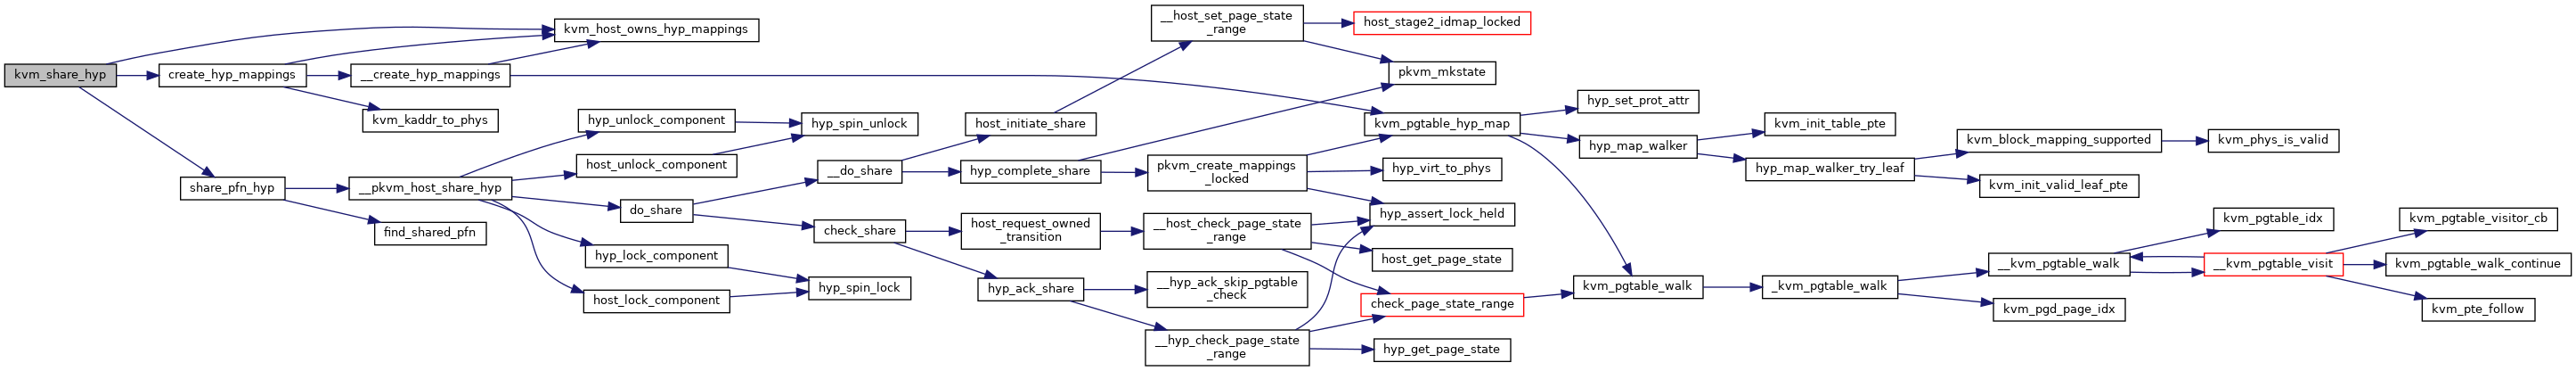 kvm_share_hyp
create_hyp_mappings
share_pfn_hyp
kvm_host_owns_hyp_mappings
__create_hyp_mappings
kvm_kaddr_to_phys
__pkvm_host_share_hyp
find_shared_pfn
hyp_unlock_component
host_unlock_component
do_share
hyp_lock_component
host_lock_component
hyp_spin_unlock
__do_share
check_share
hyp_spin_lock
host_initiate_share
hyp_complete_share
host_request_owned
_transition
hyp_ack_share
__host_set_page_state
_range
pkvm_create_mappings
_locked
__host_check_page_state
_range
__hyp_ack_skip_pgtable
_check
__hyp_check_page_state
_range
host_stage2_idmap_locked
pkvm_mkstate
kvm_pgtable_hyp_map
hyp_virt_to_phys
hyp_assert_lock_held
host_get_page_state
check_page_state_range
hyp_get_page_state
hyp_set_prot_attr
hyp_map_walker
kvm_pgtable_walk
kvm_init_table_pte
hyp_map_walker_try_leaf
_kvm_pgtable_walk
kvm_block_mapping_supported
kvm_init_valid_leaf_pte
__kvm_pgtable_walk
kvm_pgd_page_idx
kvm_phys_is_valid
kvm_pgtable_idx
__kvm_pgtable_visit
kvm_pgtable_visitor_cb
kvm_pgtable_walk_continue
kvm_pte_follow